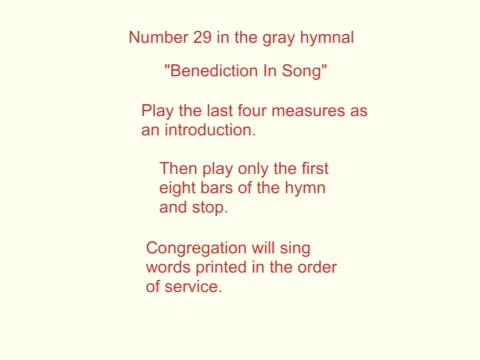 Number 29 in the gray hymnal
"Benediction In Song"
Play the last four measures as
an introduction.
Then play only the first
eight bars of the hymn
and stop.
Congregation will sing
words printed in the order
of service.